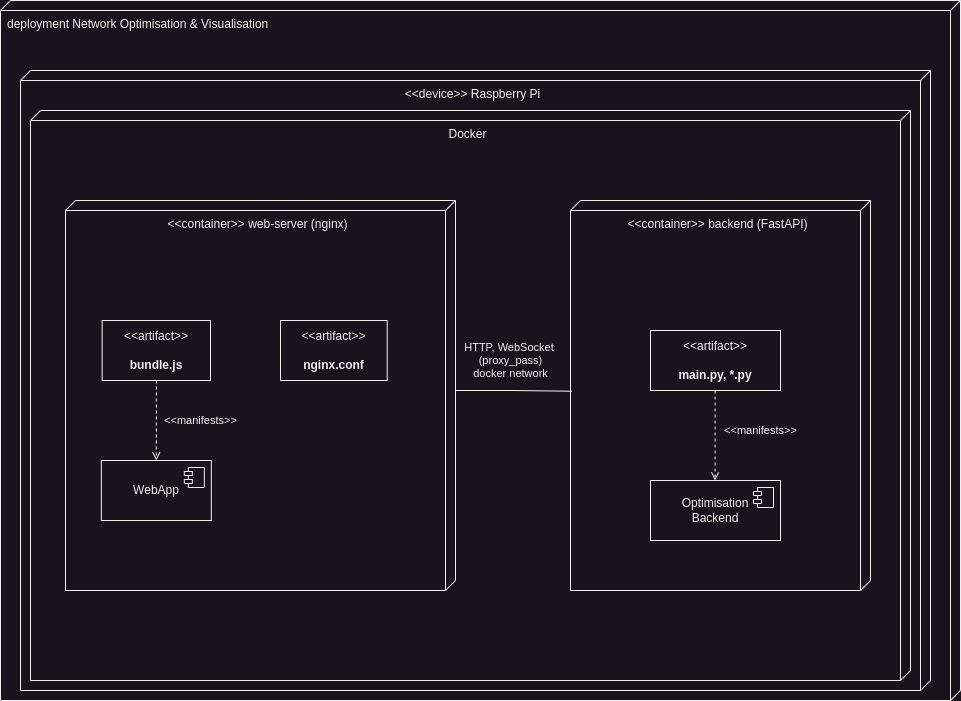 deployment Network Optimisation & Visualisation
<<device>> Raspberry Pi
Docker
<<container>> web-server (nginx)
<<container>> backend (FastAPI)
<<artifact>>
bundle.js
<<artifact>>
nginx.conf
HTTP, WebSocket
(proxy_pass)
docker network
<<artifact>>
main.py, *.py
<<manifests>>
<<manifests>>
WebApp
Optimisation
Backend